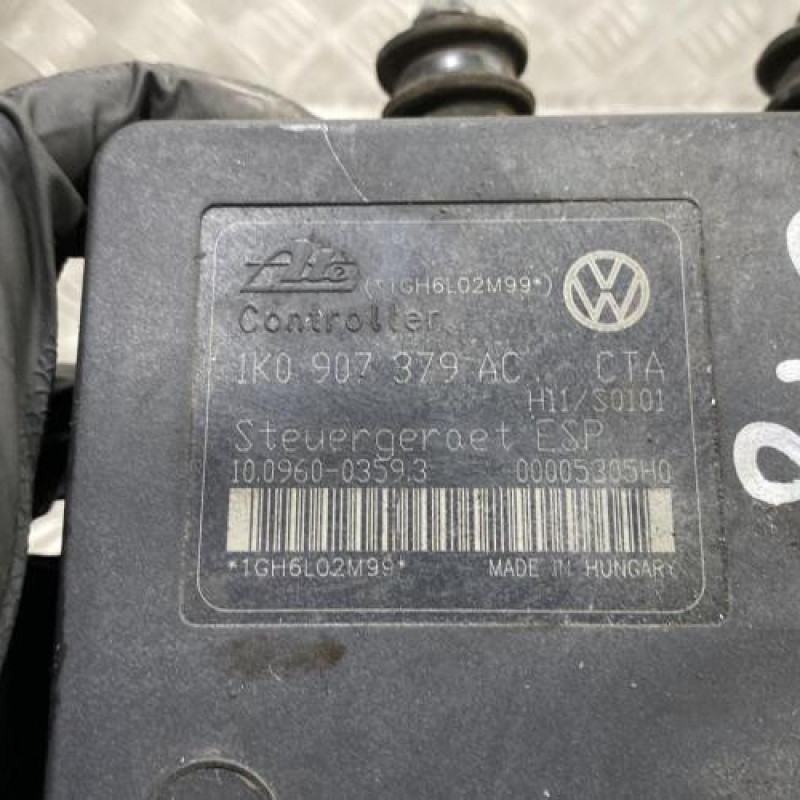 Ate (*1GH6L02M99*)
Controller
1K0 907 379 AC CTA
H11/S0101
Steuergeraet ESP
10.0960-0359.3 00005305H0
*1GH6L02M99* MADE IN HUNGARY